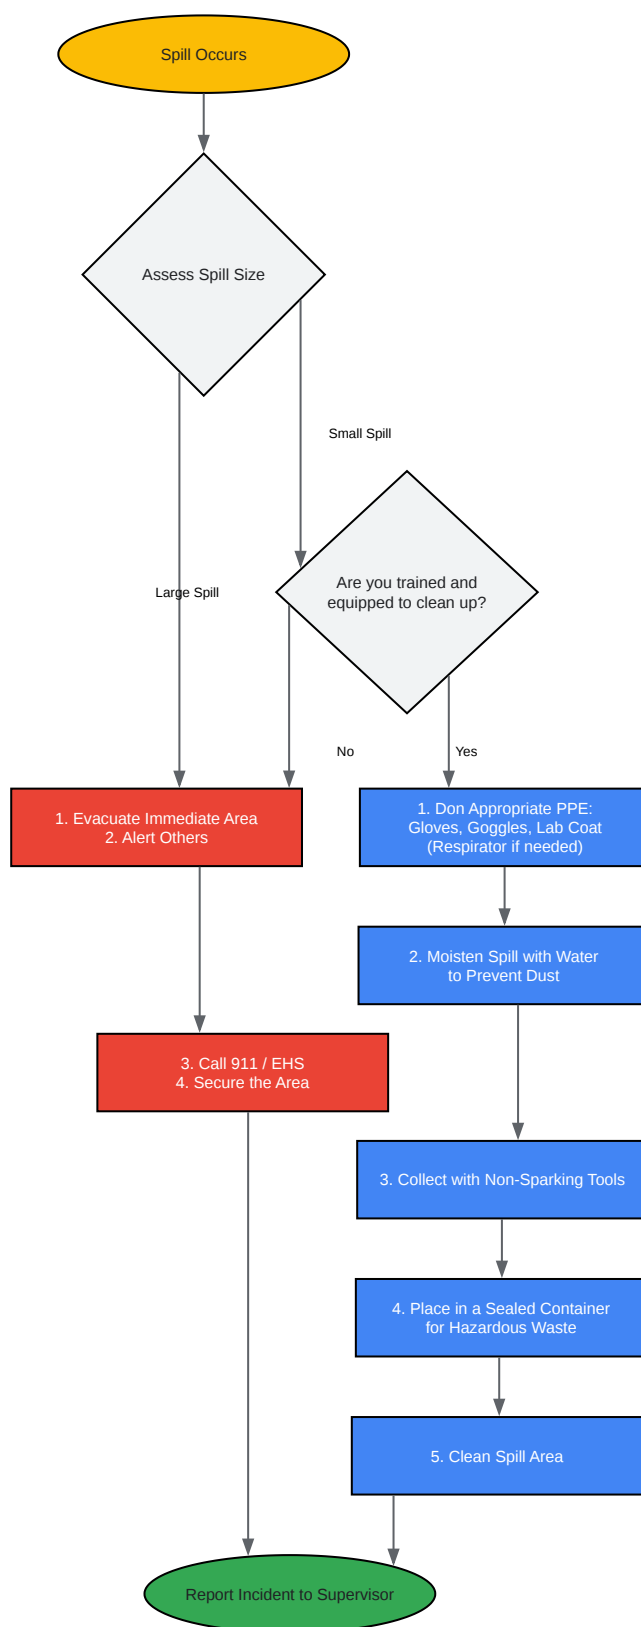 Spill Occurs
Assess Spill Size
Small Spill
Are you trained and
equipped to clean up?
Large Spill
No
Yes
1. Evacuate Immediate Area
2. Alert Others
1. Don Appropriate PPE:
Gloves, Goggles, Lab Coat
(Respirator if needed)
2. Moisten Spill with Water
to Prevent Dust
3. Call 911 / EHS
4. Secure the Area
3. Collect with Non-Sparking Tools
4. Place in a Sealed Container
for Hazardous Waste
5. Clean Spill Area
Report Incident to Supervisor